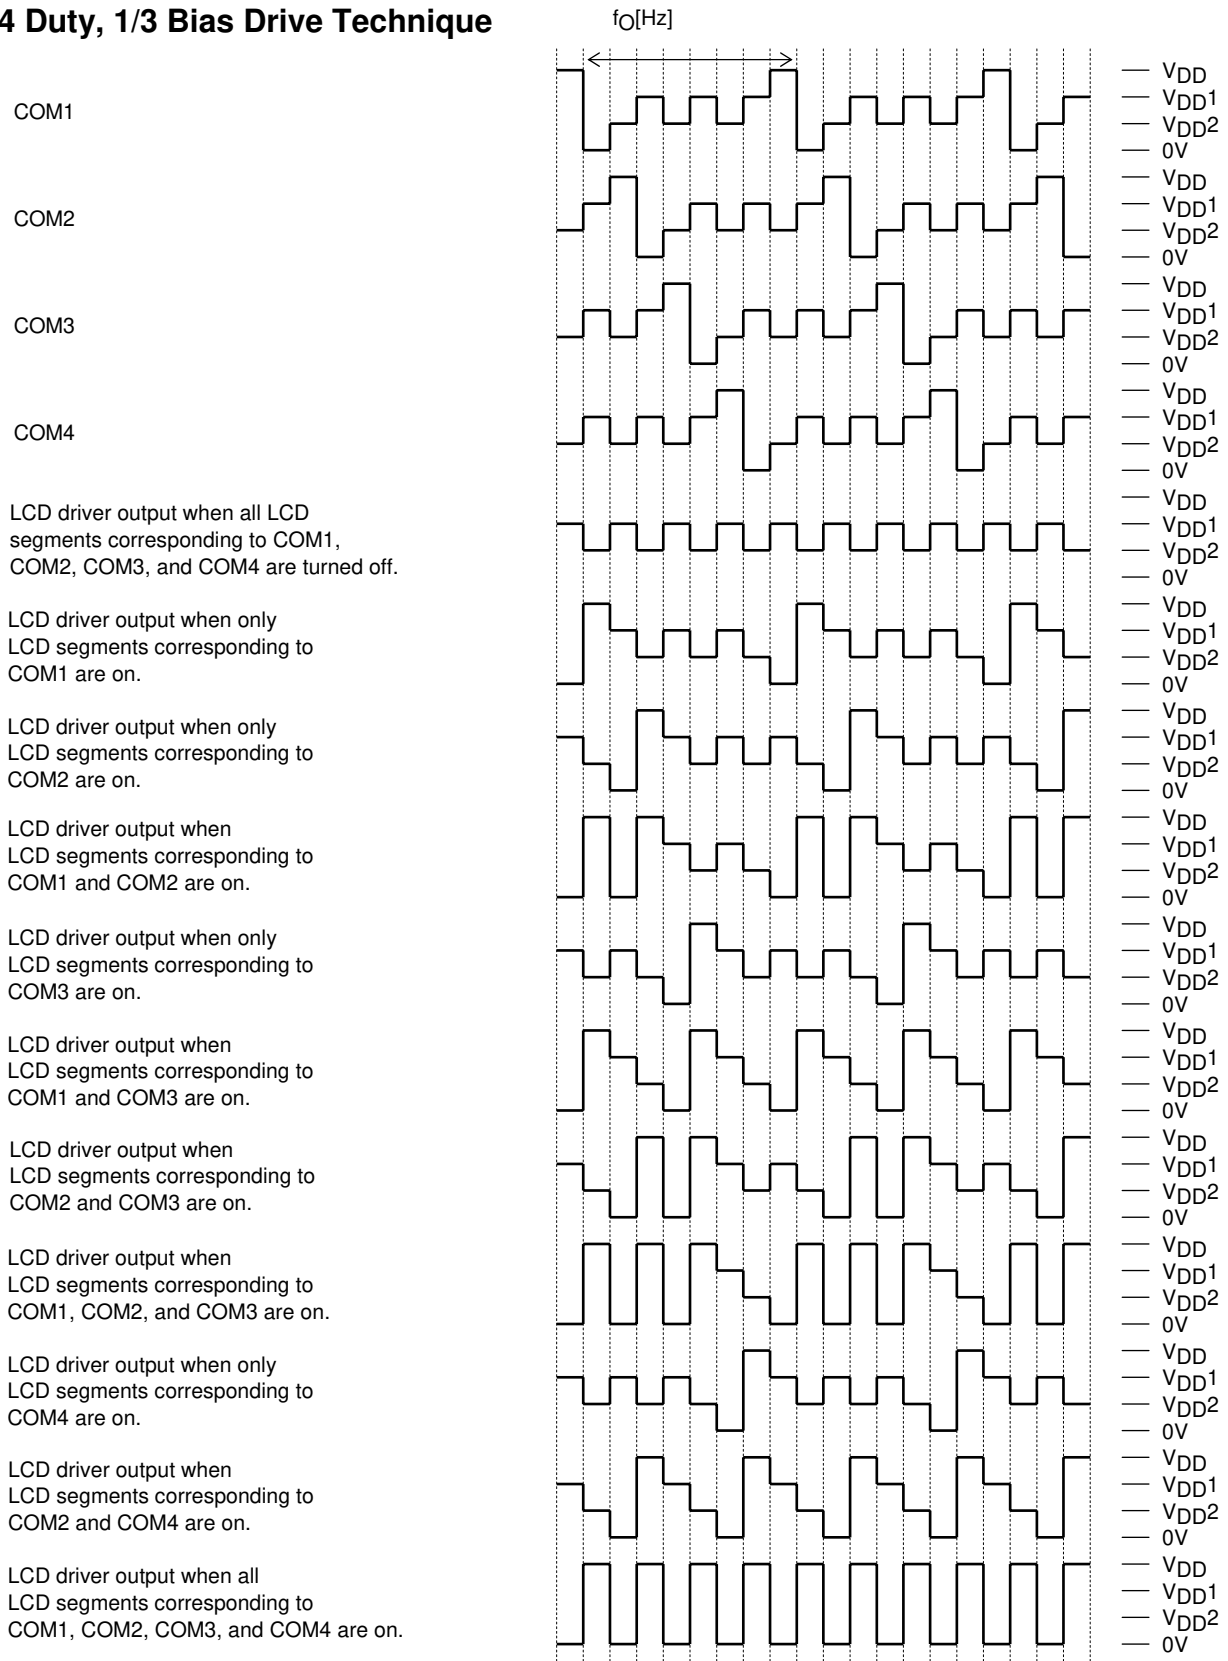 4 Duty, 1/3 Bias Drive Technique
fO[Hz]
COM1
VDD
VDD1
VDD2
0V
COM2
VDD
VDD1
VDD2
0V
COM3
VDD
VDD1
VDD2
0V
COM4
VDD
VDD1
VDD2
0V
LCD driver output when all LCD
segments corresponding to COM1,
COM2, COM3, and COM4 are turned off.
VDD
VDD1
VDD2
0V
LCD driver output when only
LCD segments corresponding to
COM1 are on.
VDD
VDD1
VDD2
0V
LCD driver output when only
LCD segments corresponding to
COM2 are on.
VDD
VDD1
VDD2
0V
LCD driver output when
LCD segments corresponding to
COM1 and COM2 are on.
VDD
VDD1
VDD2
0V
LCD driver output when only
LCD segments corresponding to
COM3 are on.
VDD
VDD1
VDD2
0V
LCD driver output when
LCD segments corresponding to
COM1 and COM3 are on.
VDD
VDD1
VDD2
0V
LCD driver output when
LCD segments corresponding to
COM2 and COM3 are on.
VDD
VDD1
VDD2
0V
LCD driver output when
LCD segments corresponding to
COM1, COM2, and COM3 are on.
VDD
VDD1
VDD2
0V
LCD driver output when only
LCD segments corresponding to
COM4 are on.
VDD
VDD1
VDD2
0V
LCD driver output when
LCD segments corresponding to
COM2 and COM4 are on.
VDD
VDD1
VDD2
0V
LCD driver output when all
LCD segments corresponding to
COM1, COM2, COM3, and COM4 are on.
VDD
VDD1
VDD2
0V